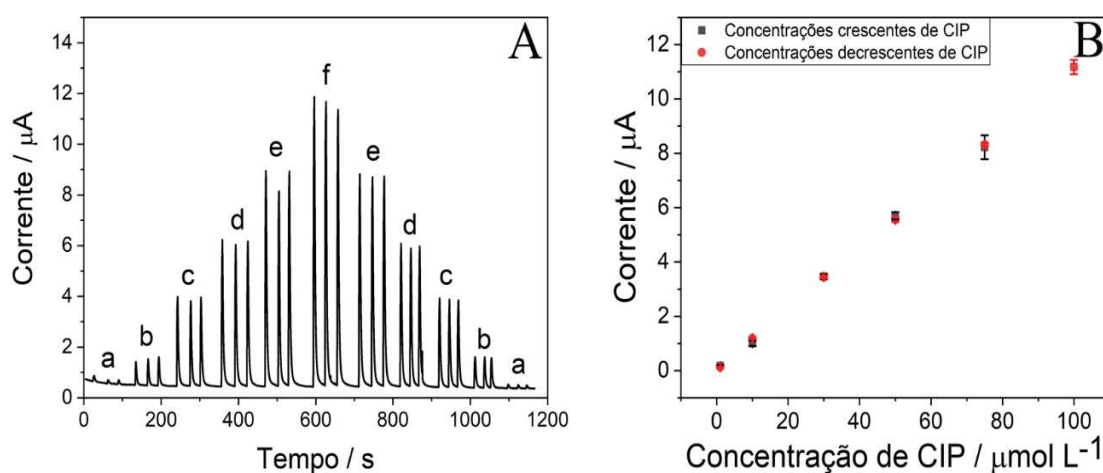 A
14
12
10
8
6
4
2
0
Corrente / μA
a
b
c
d
e
f
e
d
c
b
a
0
200
400
600
800
1000
1200
Tempo / s
B
Concentrações crescentes de CIP
Concentrações decrescentes de CIP
12
10
8
6
4
2
0
Corrente / μA
0
20
40
60
80
100
Concentração de CIP / μmol L⁻¹